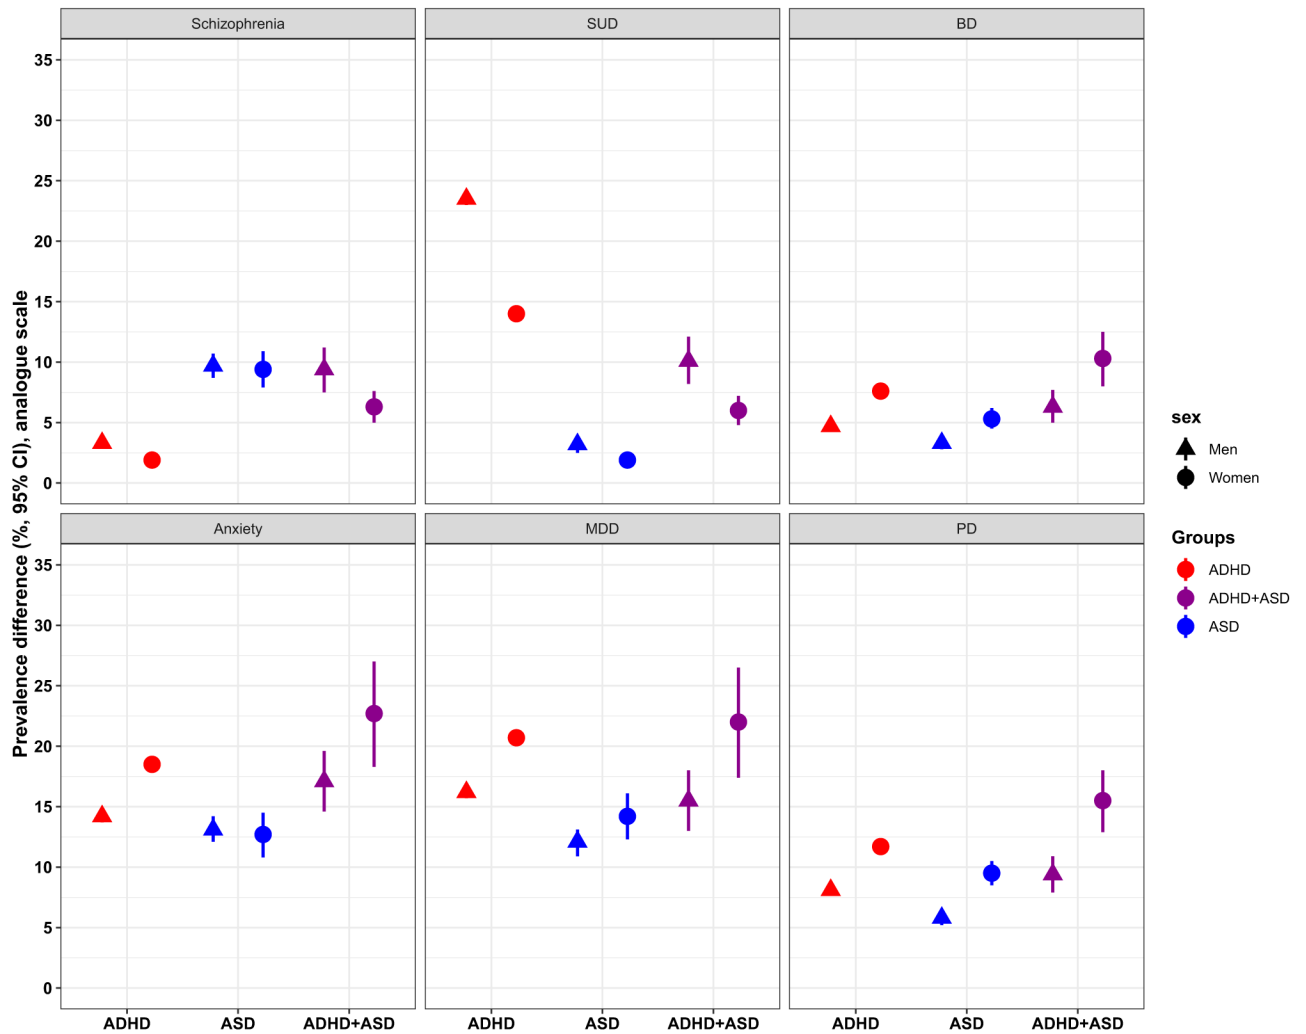 Schizophrenia
SUD
BD
35
30
25
20
15
10
5
0
Anxiety
MDD
PD
35
30
25
20
15
10
5
0
ADHD
ASD
ADHD+ASD
ADHD
ASD
ADHD+ASD
ADHD
ASD
ADHD+ASD
Prevalence difference (%, 95% CI), analogue scale
sex
Men
Women
Groups
ADHD
ADHD+ASD
ASD